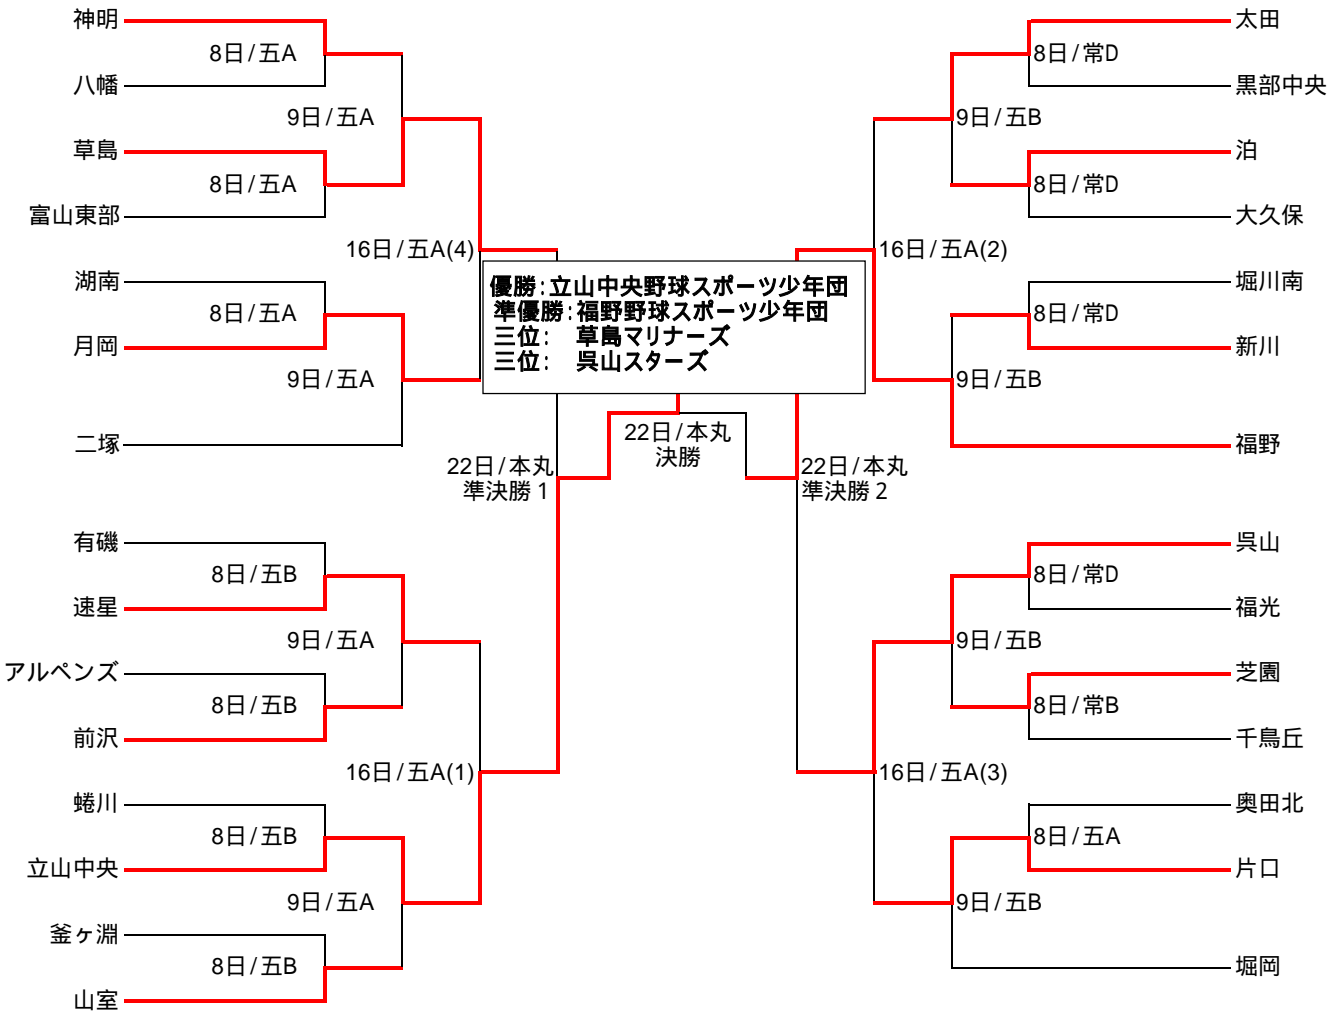 神明
8日/五A
八幡
9日/五A
草島
8日/五A
富山東部
16日/五A(4)
湖南
8日/五A
月岡
9日/五A
二塚
22日/本丸
準決勝1
有磯
8日/五B
速星
9日/五A
アルペンズ
8日/五B
前沢
16日/五A(1)
蜷川
8日/五B
立山中央
9日/五A
釜ヶ淵
8日/五B
山室
優勝:立山中央野球スポーツ少年団
準優勝:福野野球スポーツ少年団
三位: 草島マリナーズ
三位: 呉山スターズ
22日/本丸
決勝
太田
8日/常D
黒部中央
9日/五B
泊
8日/常D
大久保
16日/五A(2)
堀川南
8日/常D
新川
9日/五B
福野
22日/本丸
準決勝2
呉山
8日/常D
福光
9日/五B
芝園
8日/常B
千鳥丘
16日/五A(3)
奥田北
8日/五A
片口
9日/五B
堀岡